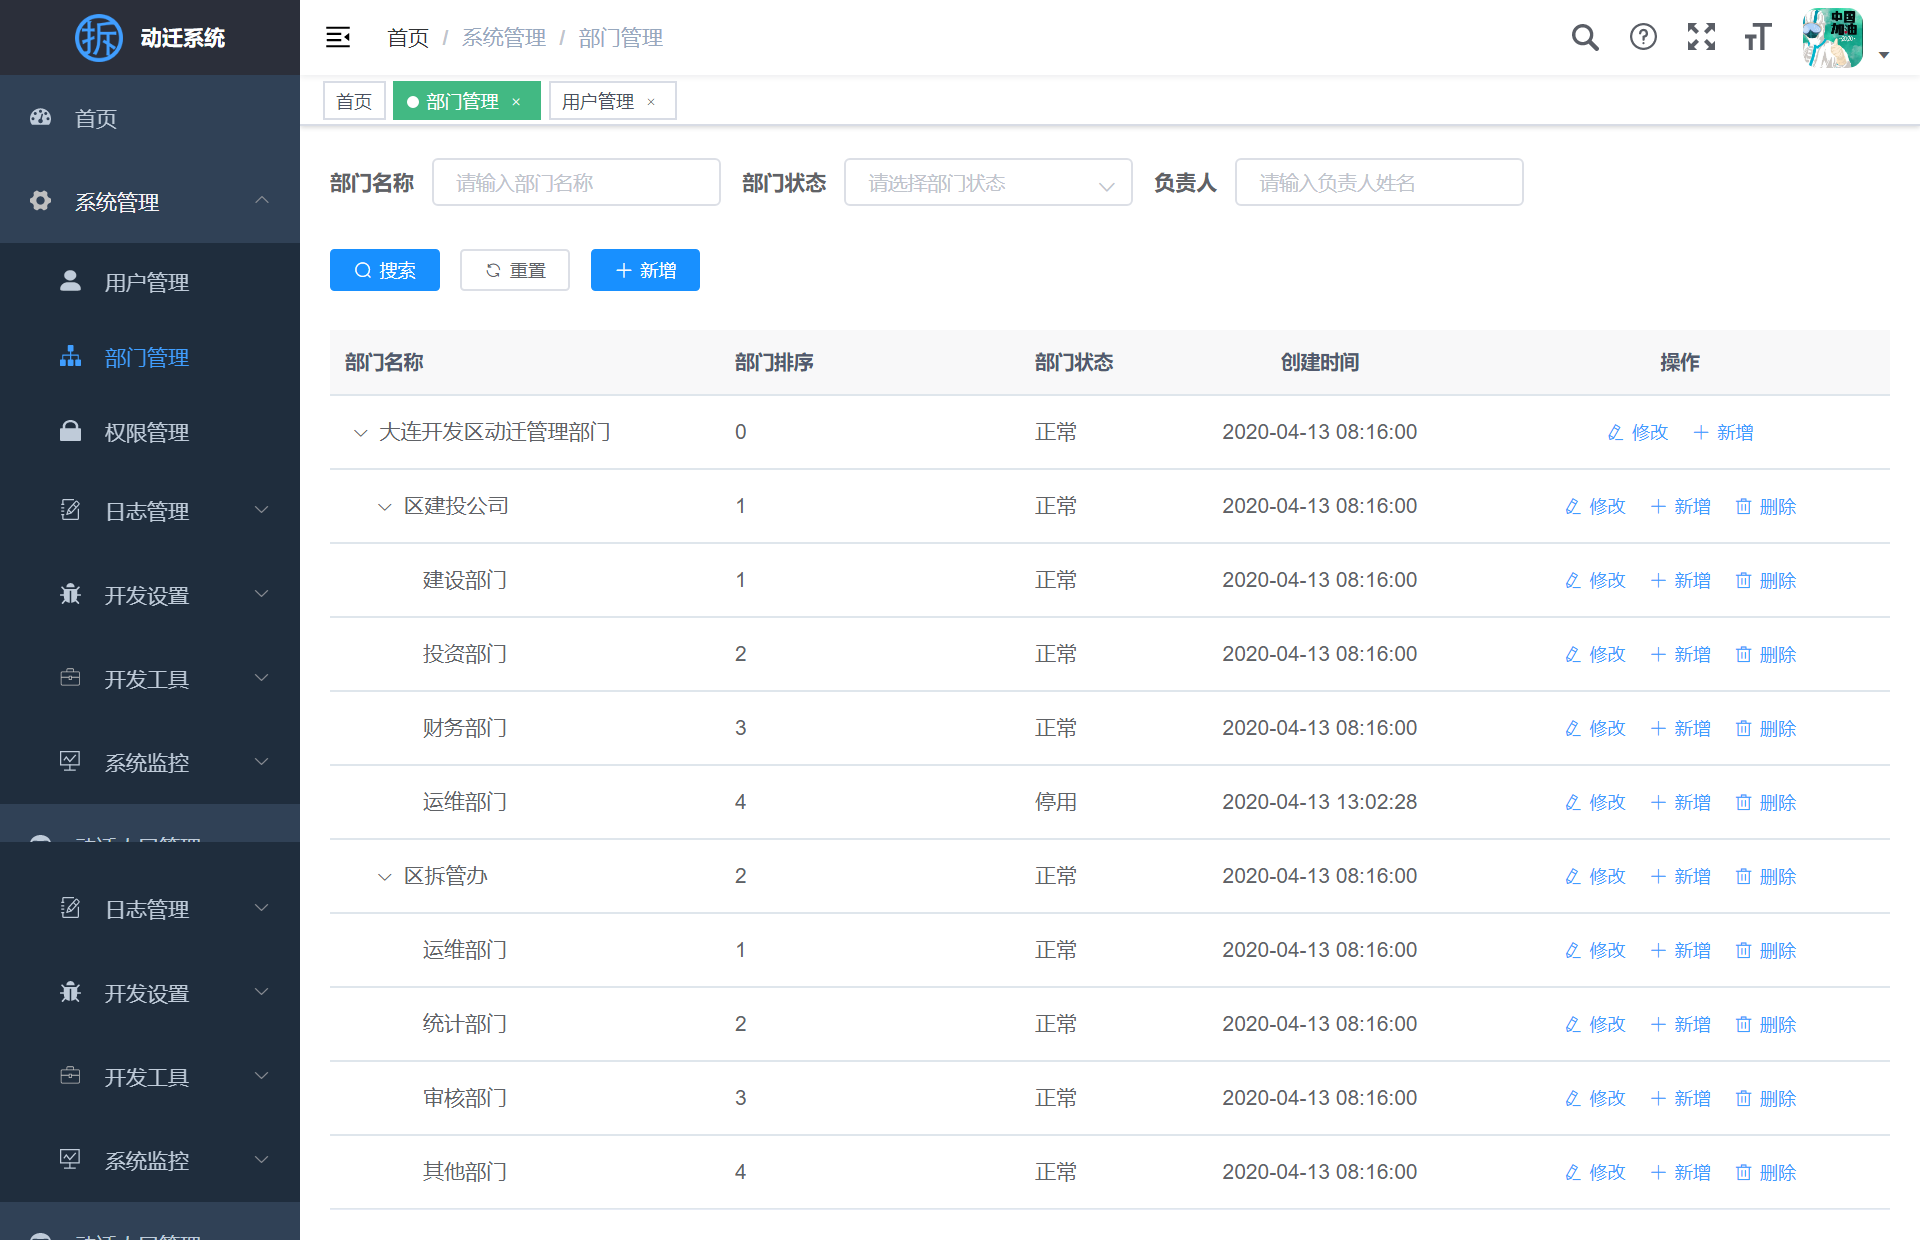 拆 动迁系统
首页
系统管理
用户管理
部门管理
权限管理
日志管理
开发设置
开发工具
系统监控
日志管理
开发设置
开发工具
系统监控
首页 / 系统管理 / 部门管理
中国
加油
首页 部门管理 × 用户管理 ×
部门名称 请输入部门名称 部门状态 请选择部门状态 负责人 请输入负责人姓名
搜索 重置 新增
部门名称 部门排序 部门状态 创建时间 操作
大连开发区动迁管理部门 0 正常 2020-04-13 08:16:00 修改 新增
区建投公司 1 正常 2020-04-13 08:16:00 修改 新增 删除
建设部门 1 正常 2020-04-13 08:16:00 修改 新增 删除
投资部门 2 正常 2020-04-13 08:16:00 修改 新增 删除
财务部门 3 正常 2020-04-13 08:16:00 修改 新增 删除
运维部门 4 停用 2020-04-13 13:02:28 修改 新增 删除
区拆管办 2 正常 2020-04-13 08:16:00 修改 新增 删除
运维部门 1 正常 2020-04-13 08:16:00 修改 新增 删除
统计部门 2 正常 2020-04-13 08:16:00 修改 新增 删除
审核部门 3 正常 2020-04-13 08:16:00 修改 新增 删除
其他部门 4 正常 2020-04-13 08:16:00 修改 新增 删除